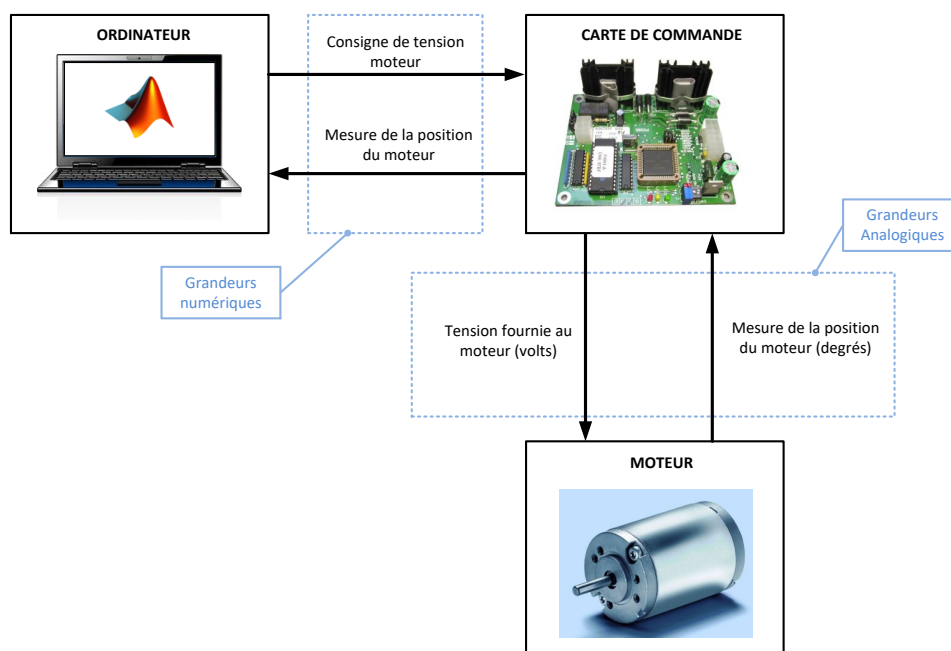 ORDINATEUR
Consigne de tension
moteur
Mesure de la position
du moteur
CARTE DE COMMANDE
Grandeurs
numériques
Grandeurs
Analogiques
Tension fournie au
moteur (volts)
Mesure de la position
du moteur (degrés)
MOTEUR